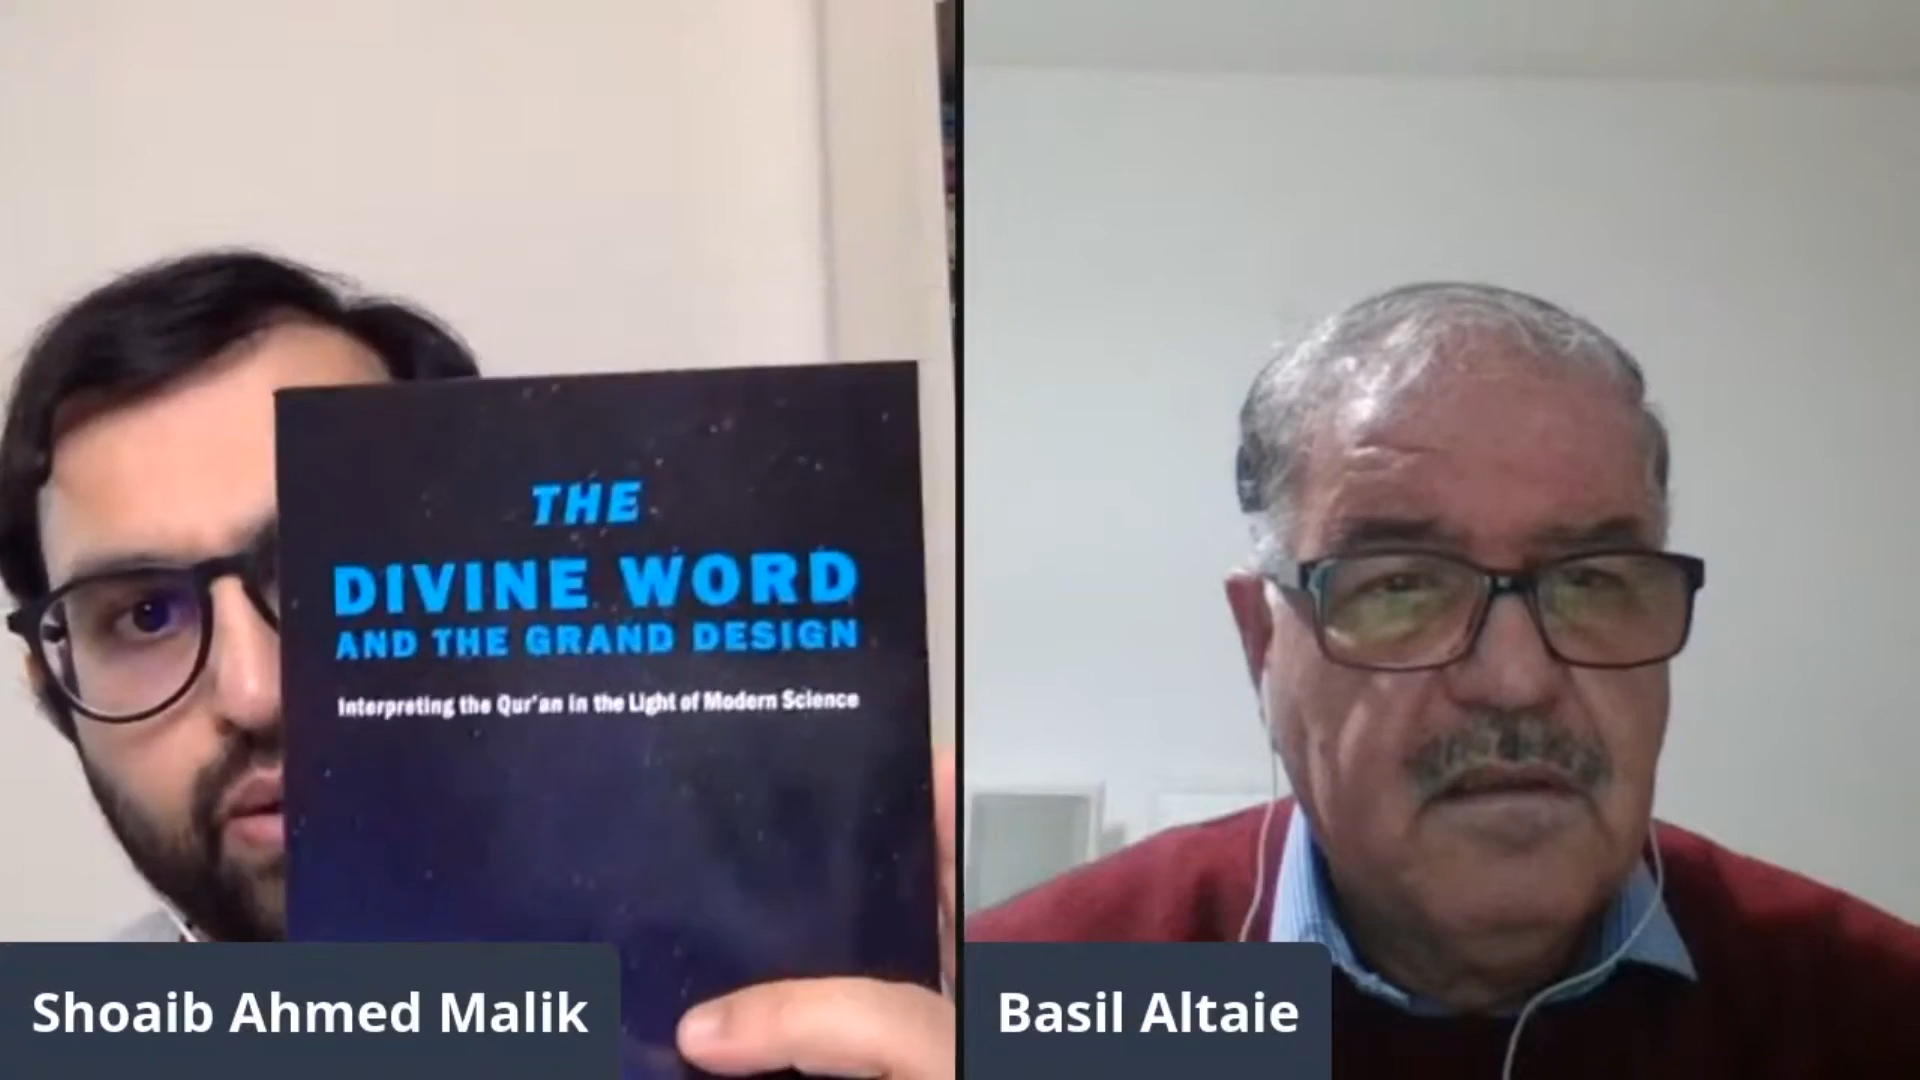 THE
DIVINE WORD
AND THE GRAND DESIGN
Interpreting the Qur'an in the Light of Modern Science
Shoaib Ahmed Malik
Basil Altaie